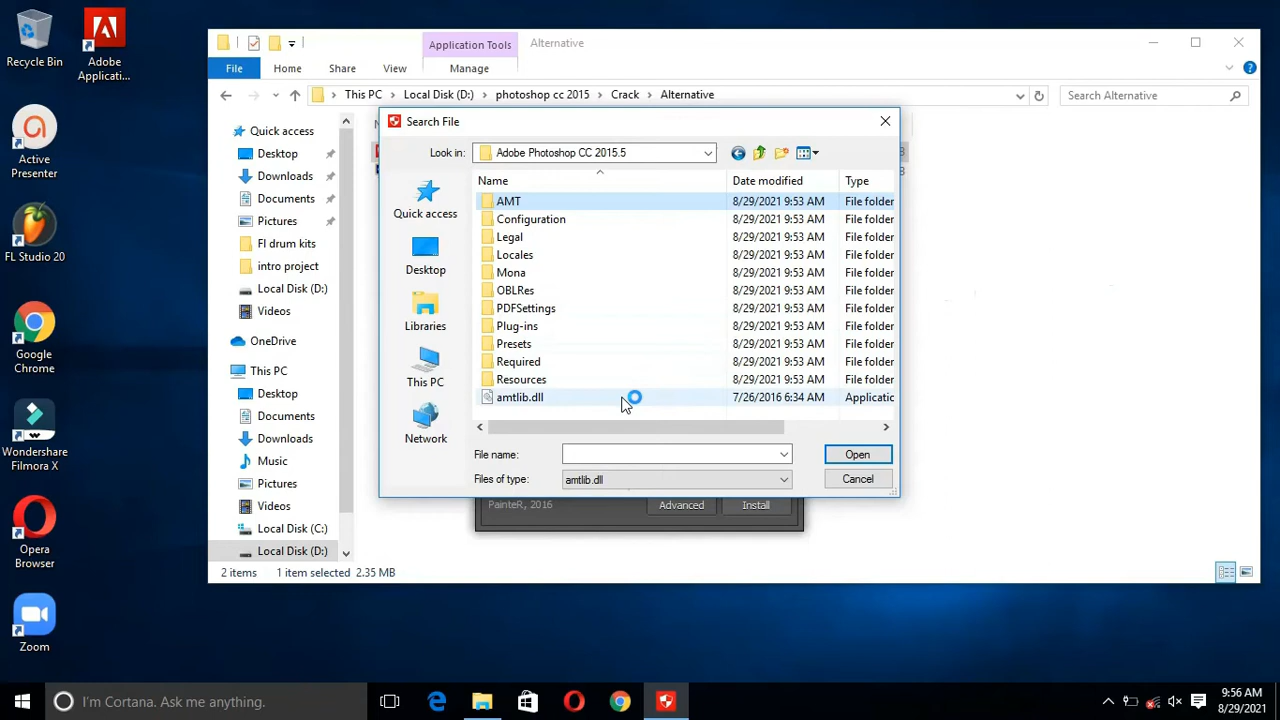 Recycle Bin
Adobe
Applicati...
Active
Presenter
FL Studio 20
Google
Chrome
Wondershare
Filmora X
Opera
Browser
Zoom
Application Tools
Alternative
File
Home
Share
View
Manage
This PC
Local Disk (D:)
photoshop cc 2015
Crack
Alternative
Search Alternative
Quick access
Desktop
Downloads
Documents
Pictures
Fl drum kits
intro project
Local Disk (D:)
Videos
OneDrive
This PC
Desktop
Documents
Downloads
Music
Pictures
Videos
Local Disk (C:)
Local Disk (D:)
2 items
1 item selected 2.35 MB
Search File
Look in:
Adobe Photoshop CC 2015.5
Quick access
Desktop
Libraries
This PC
Network
Name Date modified Type
AMT 8/29/2021 9:53 AM File folder
Configuration 8/29/2021 9:53 AM File folder
Legal 8/29/2021 9:53 AM File folder
Locales 8/29/2021 9:53 AM File folder
Mona 8/29/2021 9:53 AM File folder
OBLRes 8/29/2021 9:53 AM File folder
PDFSettings 8/29/2021 9:53 AM File folder
Plug-ins 8/29/2021 9:53 AM File folder
Presets 8/29/2021 9:53 AM File folder
Required 8/29/2021 9:53 AM File folder
Resources 8/29/2021 9:53 AM File folder
amtlib.dll 7/26/2016 6:34 AM Applicatic
File name:
Open
Files of type:
amtlib.dll
Cancel
PainteR, 2016
Advanced
Install
I'm Cortana. Ask me anything.
9:56 AM
8/29/2021